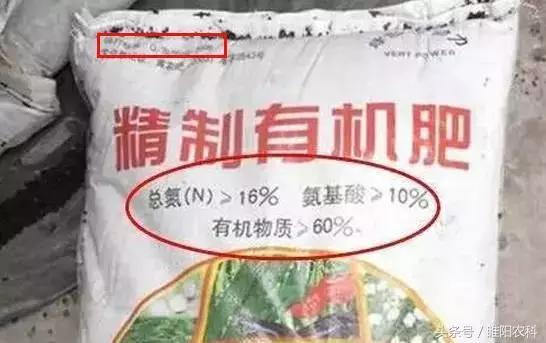 VERY POWER
精制有机肥
总氮(N)≥16% 氨基酸≥10%
有机物质≥60%
头条号/睢阳农科